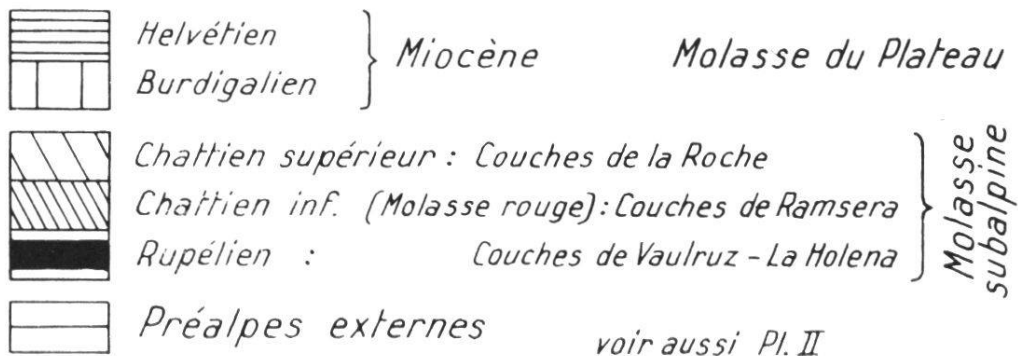 Helvétien
Burdigalien
Miocène
Molasse du Plateau
Chattien supérieur : Couches de la Roche
Chattien inf. (Molasse rouge): Couches de Ramsera
Rupélien : Couches de Vaulruz - La Holena
Molasse
subalpine
Préalpes externes
voir aussi Pl. II